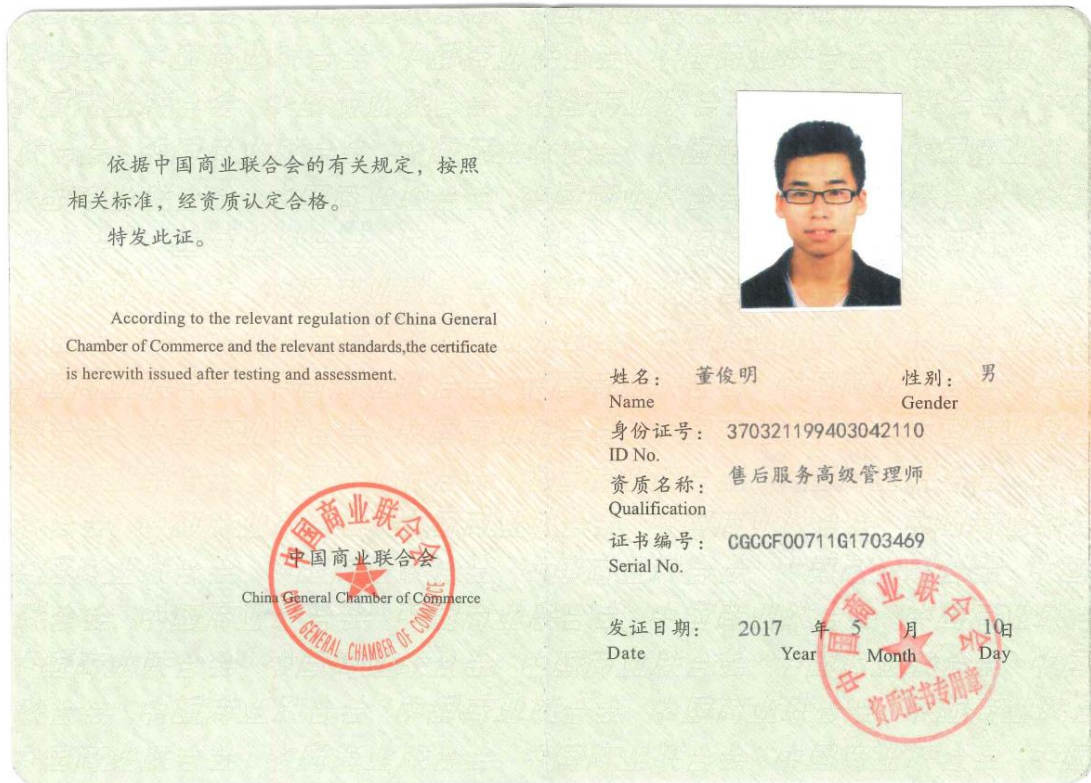 依据中国商业联合会的有关规定，按照
相关标准，经资质认定合格。
特发此证。
According to the relevant regulation of China General
Chamber of Commerce and the relevant standards,the certificate
is herewith issued after testing and assessment.
中国商业联合会
中国商业联合会
China General Chamber of Commerce
CHINA GENERAL CHAMBER OF COMMERCE
姓名： 董俊明 性别： 男
Name Gender
身份证号： 370321199403042110
ID No.
资质名称： 售后服务高级管理师
Qualification
证书编号： CGCCF00711G1703469
Serial No.
发证日期： 2017 年 5 月 10日
Date Year Month Day
中国商业联合会
资质证书专用章